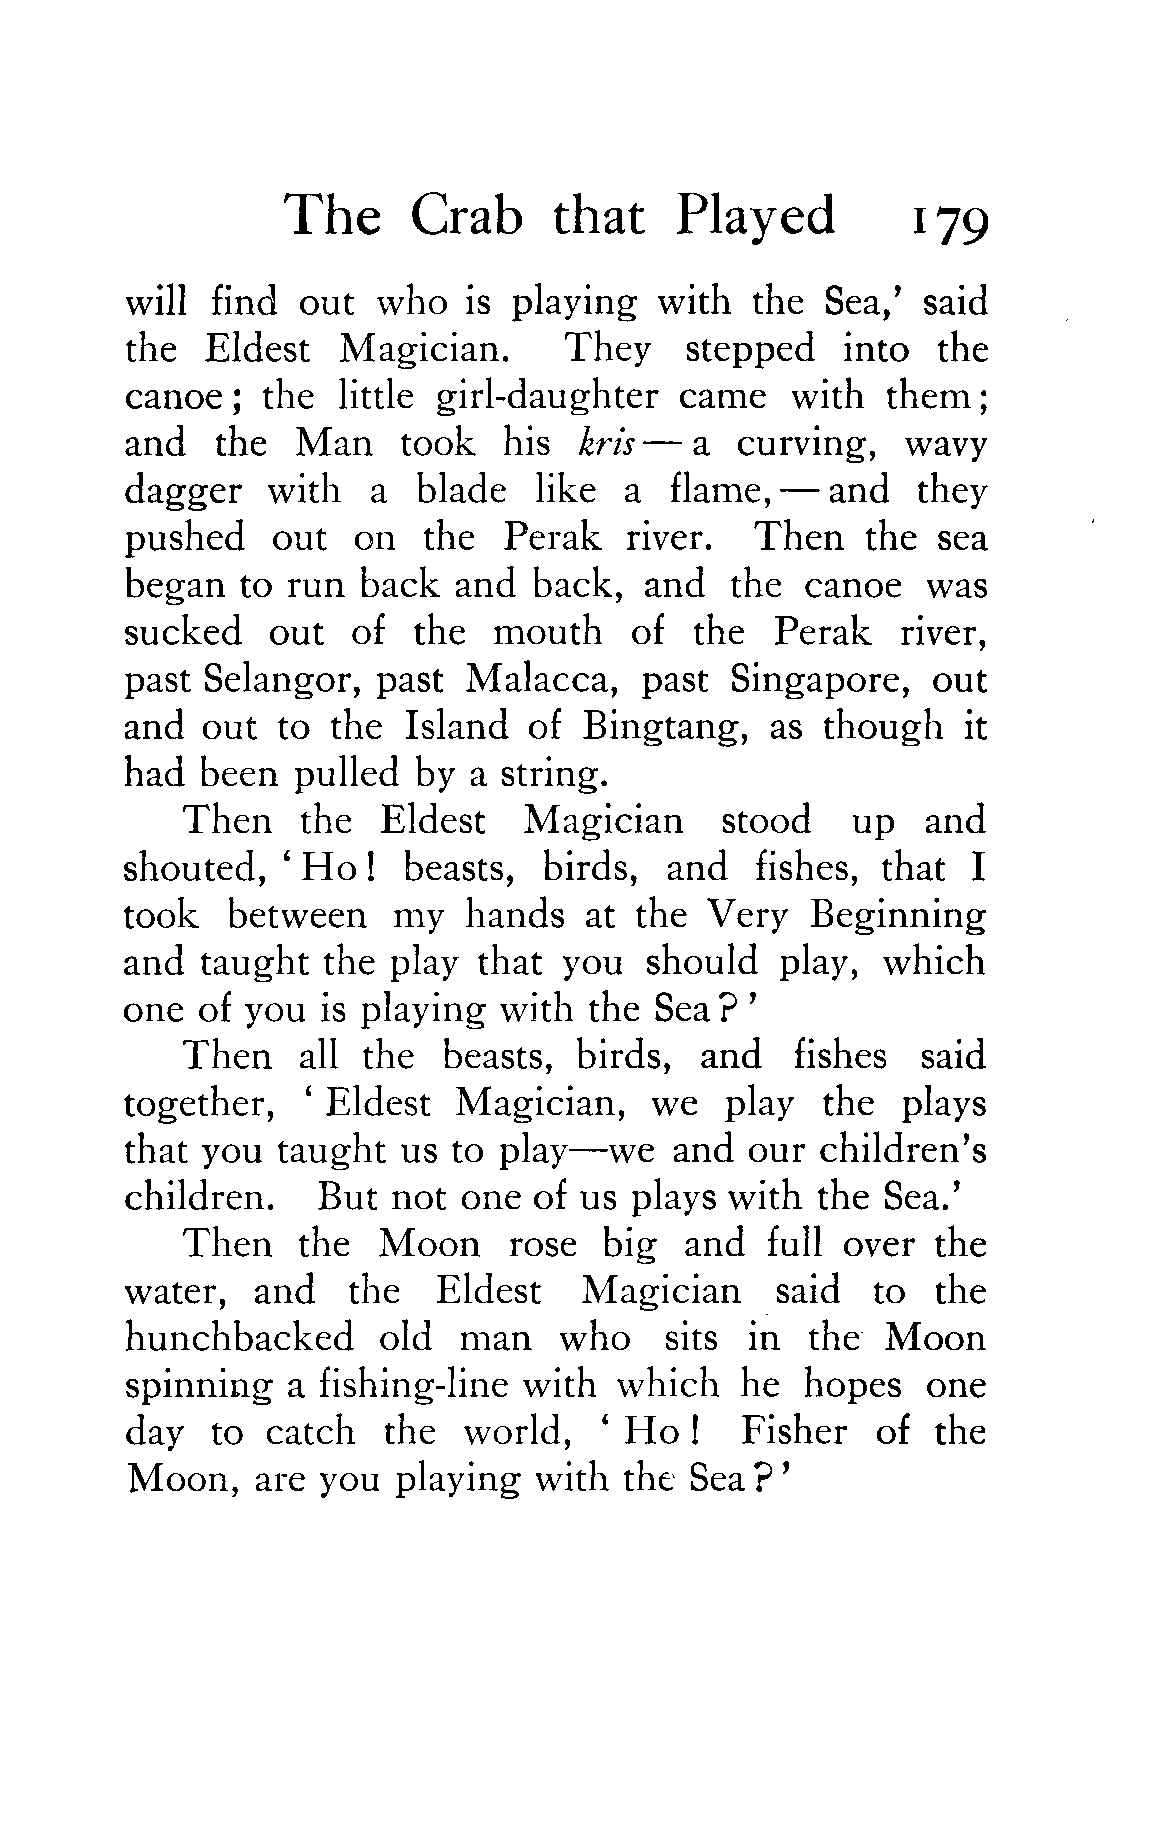 The Crab that Played 179
will find out who is playing with the Sea,’ said
the Eldest Magician. They stepped into the
canoe; the little girl-daughter came with them;
and the Man took his kris — a curving, wavy
dagger with a blade like a flame, — and they
pushed out on the Perak river. Then the sea
began to run back and back, and the canoe was
sucked out of the mouth of the Perak river,
past Selangor, past Malacca, past Singapore, out
and out to the Island of Bingtang, as though it
had been pulled by a string.
Then the Eldest Magician stood up and
shouted, ‘Ho! beasts, birds, and fishes, that I
took between my hands at the Very Beginning
and taught the play that you should play, which
one of you is playing with the Sea?’
Then all the beasts, birds, and fishes said
together, ‘Eldest Magician, we play the plays
that you taught us to play—we and our children’s
children. But not one of us plays with the Sea.’
Then the Moon rose big and full over the
water, and the Eldest Magician said to the
hunchbacked old man who sits in the Moon
spinning a fishing-line with which he hopes one
day to catch the world, ‘Ho! Fisher of the
Moon, are you playing with the Sea?’